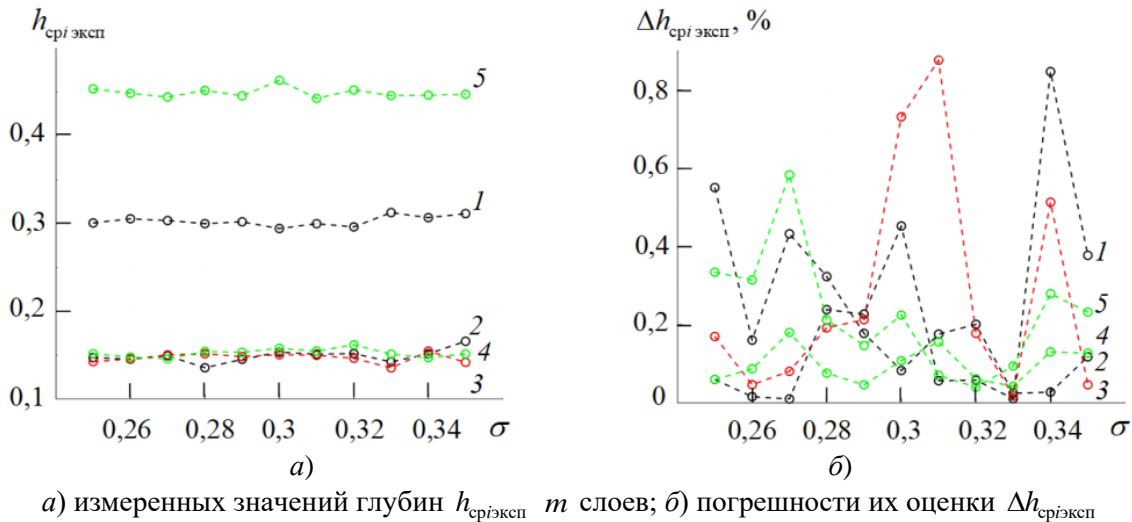 h_срi эксп
0,4
0,3
0,2
0,1
5
1
2
4
3
0,26 0,28 0,3 0,32 0,34 σ
а)
Δh_срi эксп, %
0,8
0,6
0,4
0,2
0
1
5
4
2
3
0,26 0,28 0,3 0,32 0,34 σ
б)
а) измеренных значений глубин h_срiэксп m слоев; б) погрешности их оценки Δh_срiэксп